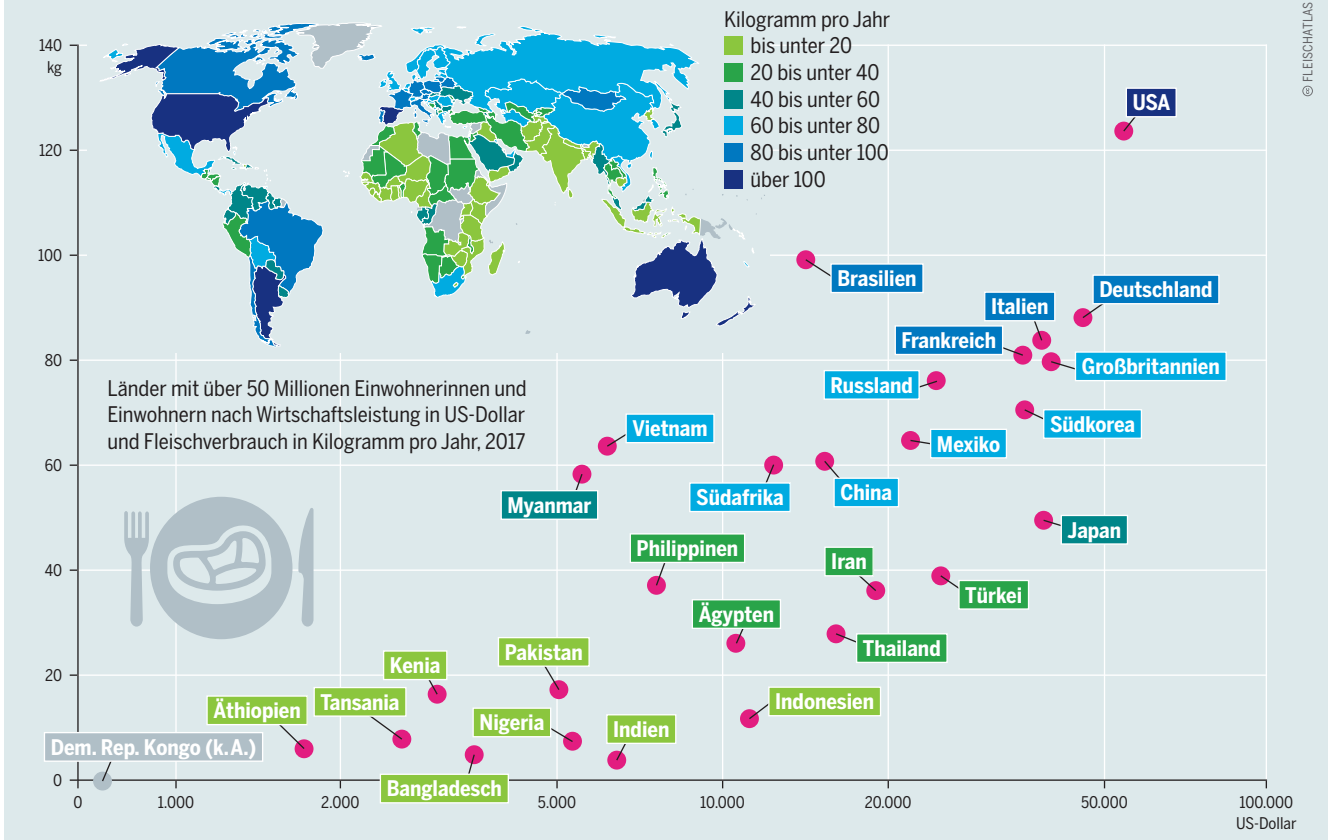 Kilogramm pro Jahr
bis unter 20
20 bis unter 40
40 bis unter 60
60 bis unter 80
80 bis unter 100
über 100
© FLEISCHATLAS
140
kg
120
100
80
60
40
20
0
Länder mit über 50 Millionen Einwohnerinnen und
Einwohnern nach Wirtschaftsleistung in US-Dollar
und Fleischverbrauch in Kilogramm pro Jahr, 2017
USA
Brasilien
Deutschland
Italien
Frankreich
Großbritannien
Russland
Südkorea
Vietnam
Mexiko
Myanmar
Südafrika
China
Japan
Philippinen
Iran
Türkei
Ägypten
Thailand
Pakistan
Kenia
Indonesien
Tansania
Äthiopien
Nigeria
Indien
Dem. Rep. Kongo (k.A.)
Bangladesch
0
1.000
2.000
5.000
10.000
20.000
50.000
100.000
US-Dollar